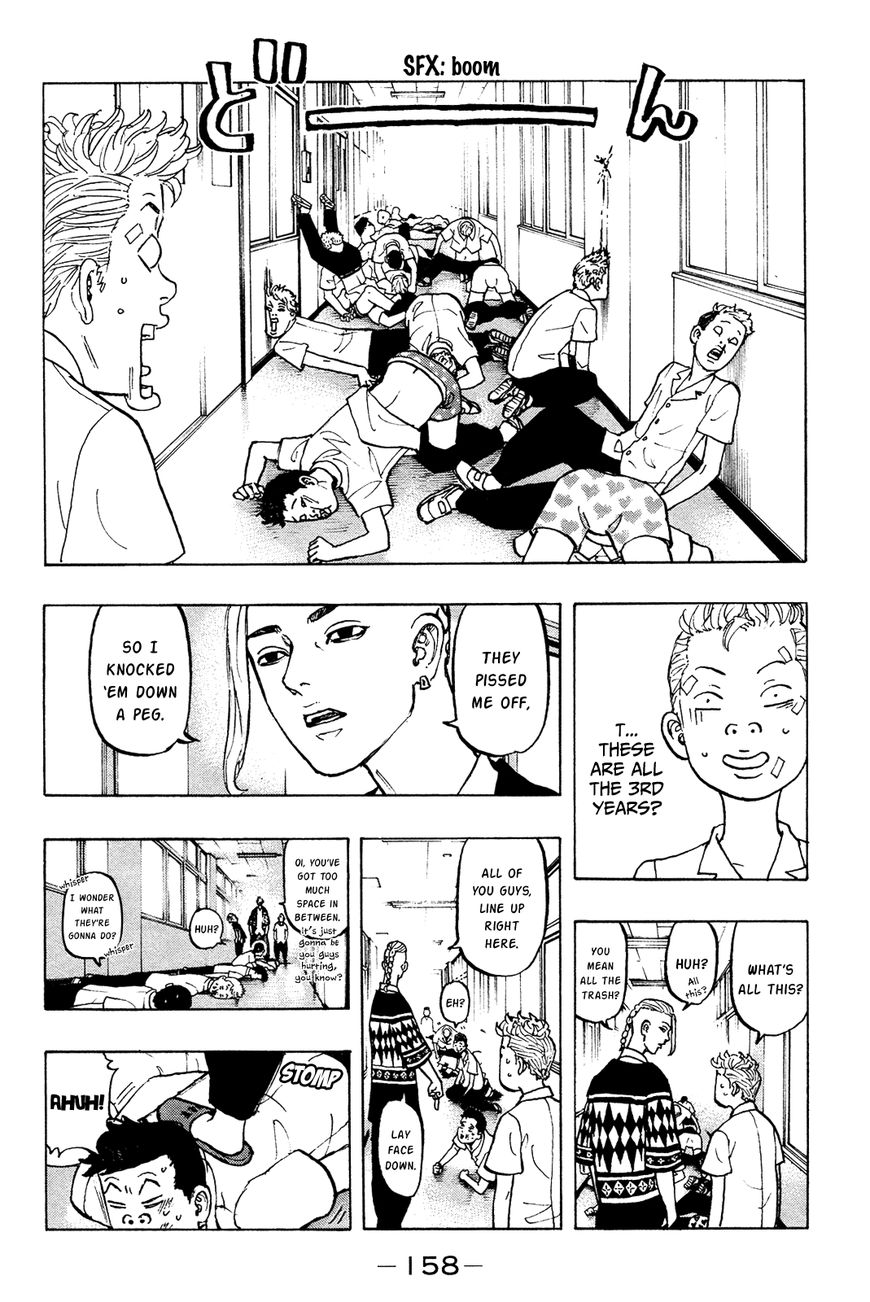 SFX: boom
どーん
T...
THESE
ARE ALL
THE 3RD
YEARS?
THEY
PISSED
ME OFF,
SO I
KNOCKED
'EM DOWN
A PEG.
WHAT'S
ALL THIS?
HUH?
All
this?
YOU
MEAN
ALL THE
TRASH?
ALL OF
YOU GUYS,
LINE UP
RIGHT
HERE.
EH?
LAY
FACE
DOWN.
OI, YOU'VE
GOT TOO
MUCH
SPACE IN
BETWEEN.
it's just
gonna be
you guys
hurting,
you know?
HUH?
whisper
I WONDER
WHAT
THEY'RE
GONNA DO?
whisper
STOMP
AHUH!
— 158 —